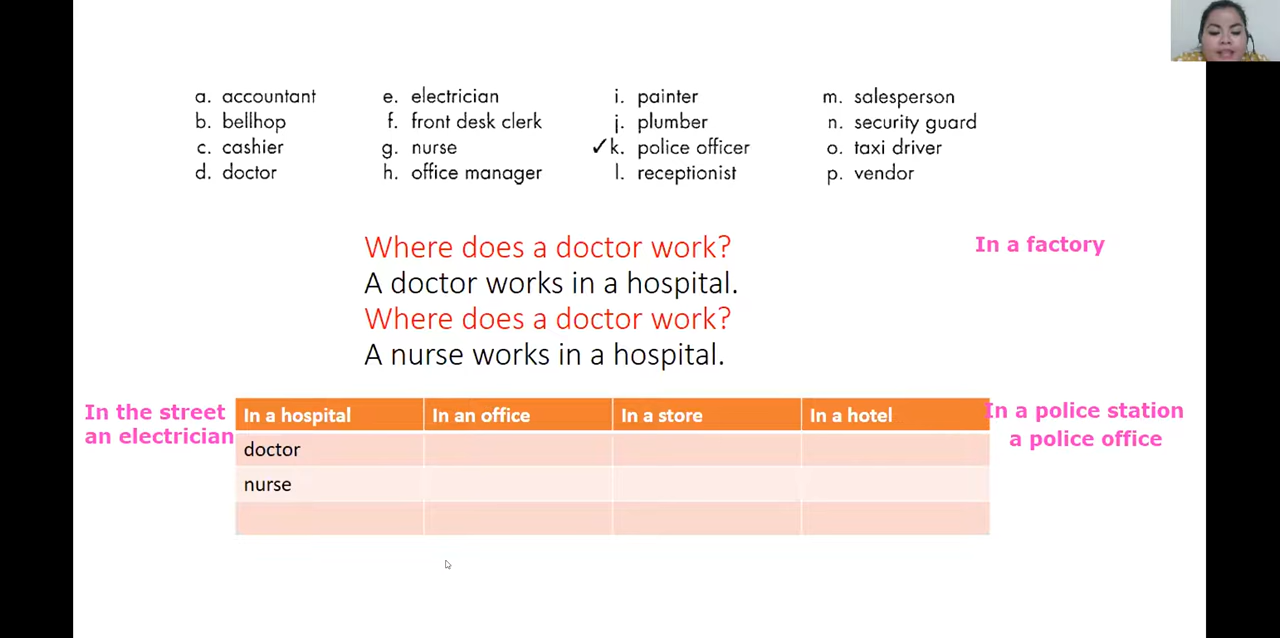 a. accountant
b. bellhop
c. cashier
d. doctor
e. electrician
f. front desk clerk
g. nurse
h. office manager
i. painter
j. plumber
✓k. police officer
l. receptionist
m. salesperson
n. security guard
o. taxi driver
p. vendor
Where does a doctor work?
A doctor works in a hospital.
Where does a doctor work?
A nurse works in a hospital.
In a factory
In the street
an electrician
In a hospital In an office In a store In a hotel
doctor
nurse
In a police station
a police office